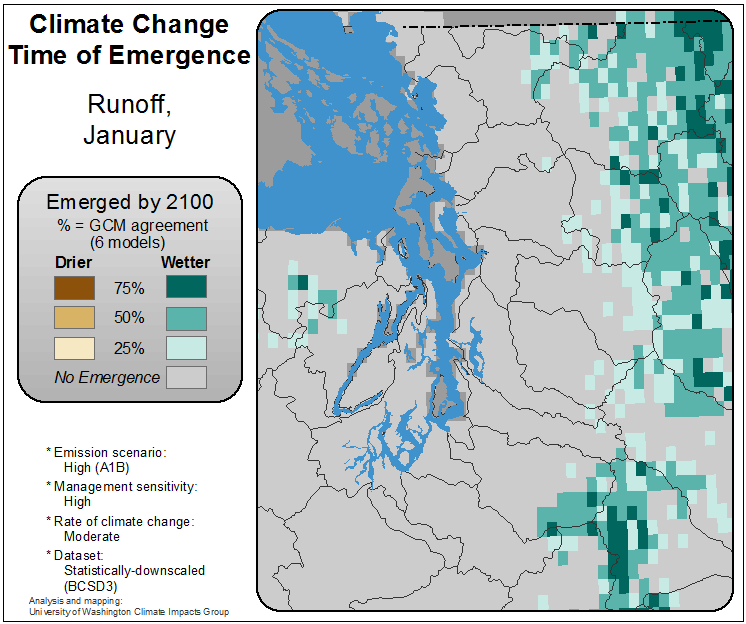 Climate Change
Time of Emergence
Runoff,
January
Emerged by 2100
% = GCM agreement
(6 models)
Drier Wetter
75%
50%
25%
No Emergence
* Emission scenario:
High (A1B)
* Management sensitivity:
High
* Rate of climate change:
Moderate
* Dataset:
Statistically-downscaled
(BCSD3)
Analysis and mapping:
University of Washington Climate Impacts Group